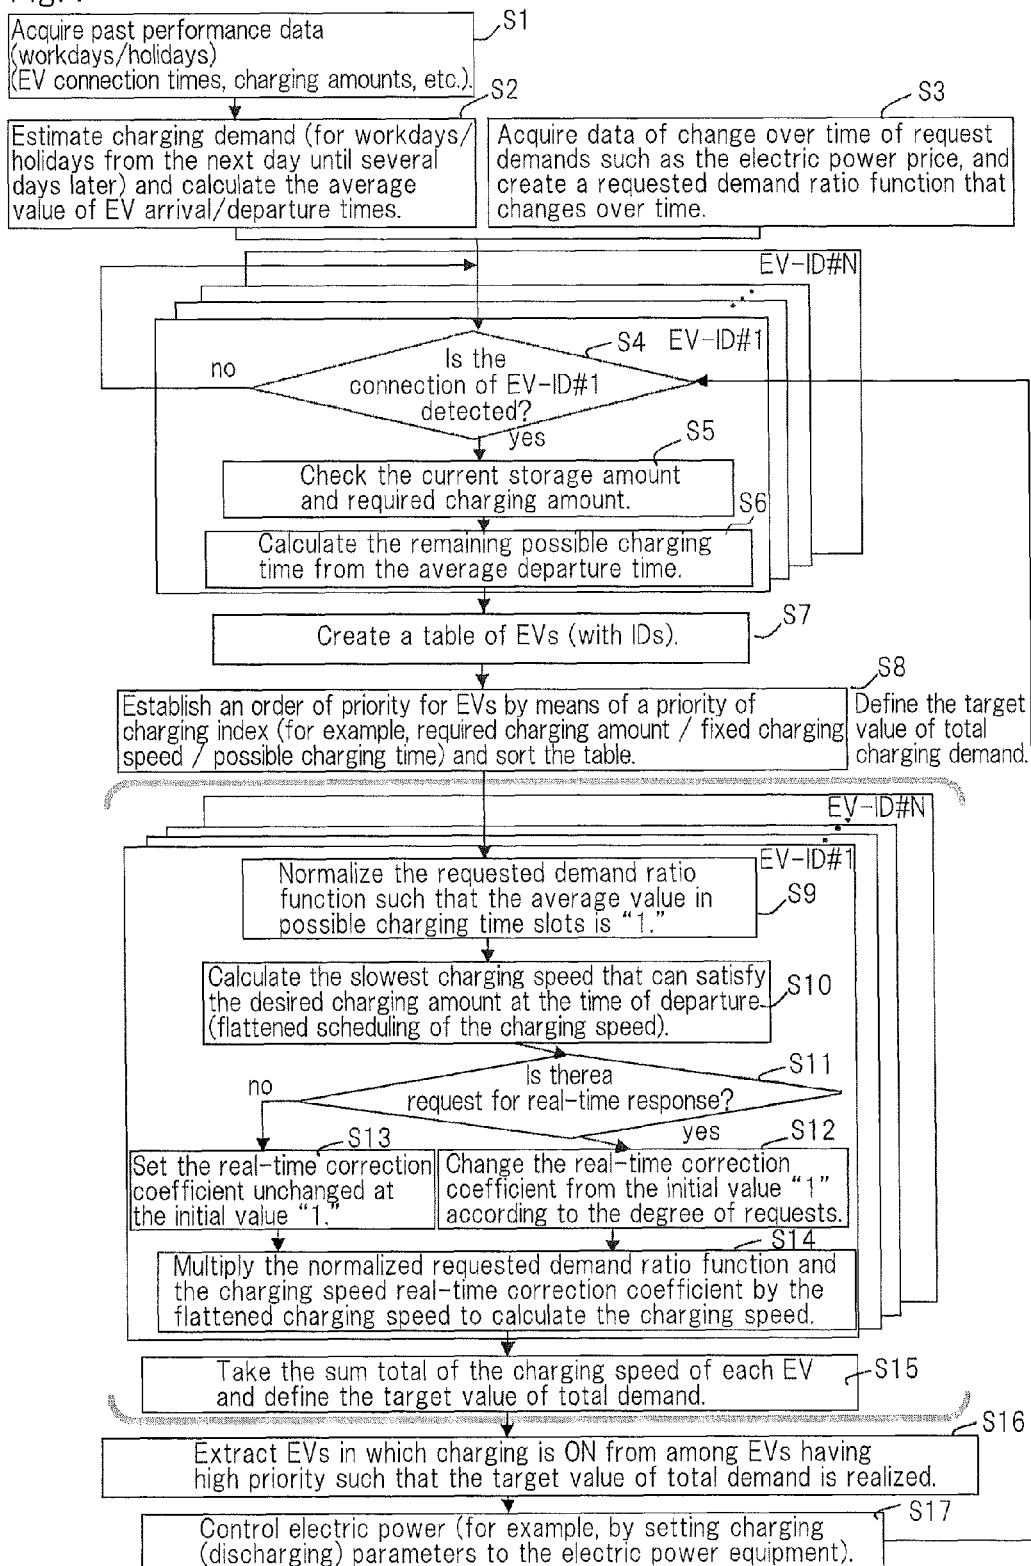 S1
Acquire past performance data
(workdays/holidays)
(EV connection times, charging amounts, etc.).
S2
Estimate charging demand (for workdays/
holidays from the next day until several
days later) and calculate the average
value of EV arrival/departure times.
S3
Acquire data of change over time of request
demands such as the electric power price, and
create a requested demand ratio function that
changes over time.
EV-ID#N
EV-ID#1
S4
Is the
connection of EV-ID#1
detected?
no
yes
S5
Check the current storage amount
and required charging amount.
S6
Calculate the remaining possible charging
time from the average departure time.
S7
Create a table of EVs (with IDs).
S8
Establish an order of priority for EVs by means of a priority of
charging index (for example, required charging amount / fixed charging
speed / possible charging time) and sort the table.
Define the target
value of total
charging demand.
EV-ID#N
EV-ID#1
Normalize the requested demand ratio
function such that the average value in
possible charging time slots is “1.”
S9
Calculate the slowest charging speed that can satisfy
the desired charging amount at the time of departure
(flattened scheduling of the charging speed).
S10
S11
Is therea
request for real-time response?
no
yes
S13
Set the real-time correction
coefficient unchanged at
the initial value “1.”
S12
Change the real-time correction
coefficient from the initial value “1”
according to the degree of requests.
S14
Multiply the normalized requested demand ratio function and
the charging speed real-time correction coefficient by the
flattened charging speed to calculate the charging speed.
Take the sum total of the charging speed of each EV
and define the target value of total demand.
S15
S16
Extract EVs in which charging is ON from among EVs having
high priority such that the target value of total demand is realized.
S17
Control electric power (for example, by setting charging
(discharging) parameters to the electric power equipment).